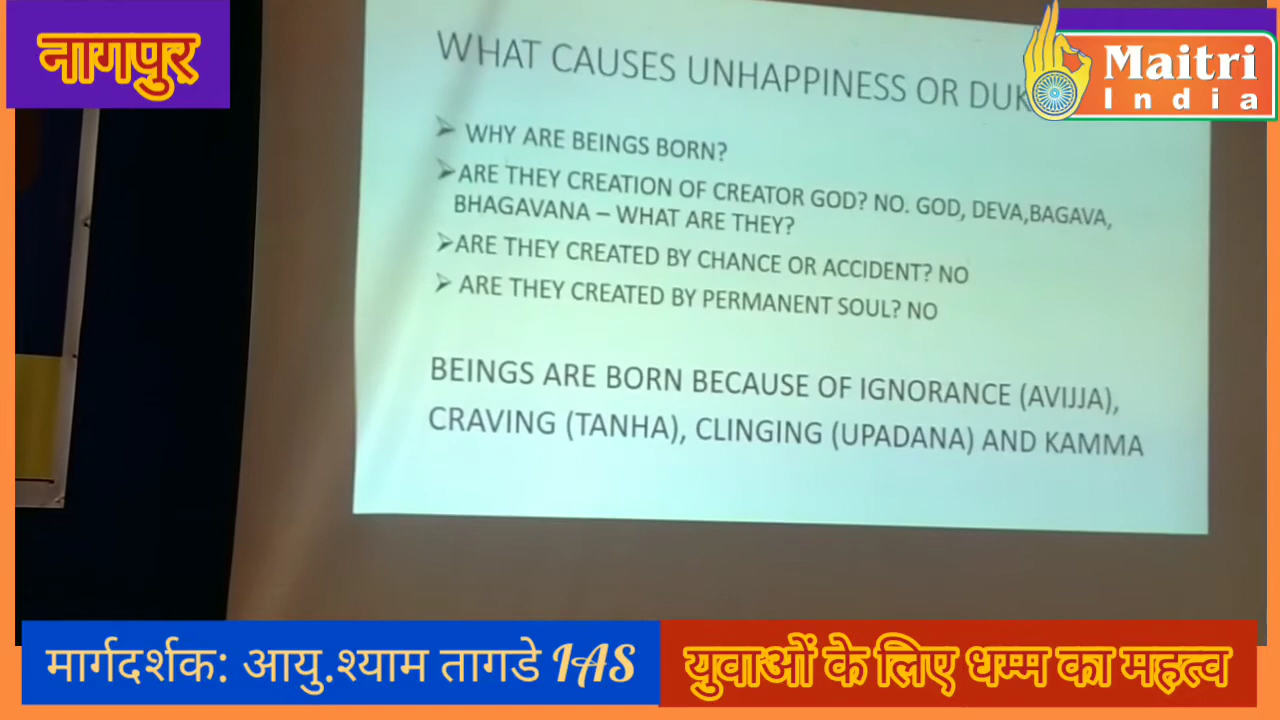 नागपुर
Maitri
India
WHAT CAUSES UNHAPPINESS OR
➢ WHY ARE BEINGS BORN?
➢ARE THEY CREATION OF CREATOR GOD? NO. GOD, DEVA,BAGAVA,
BHAGAVANA – WHAT ARE THEY?
➢ARE THEY CREATED BY CHANCE OR ACCIDENT? NO
➢ ARE THEY CREATED BY PERMANENT SOUL? NO
BEINGS ARE BORN BECAUSE OF IGNORANCE (AVIJJA),
CRAVING (TANHA), CLINGING (UPADANA) AND KAMMA
मार्गदर्शक: आयु.श्याम तागडे IAS
युवाओं के लिए धम्म का महत्व